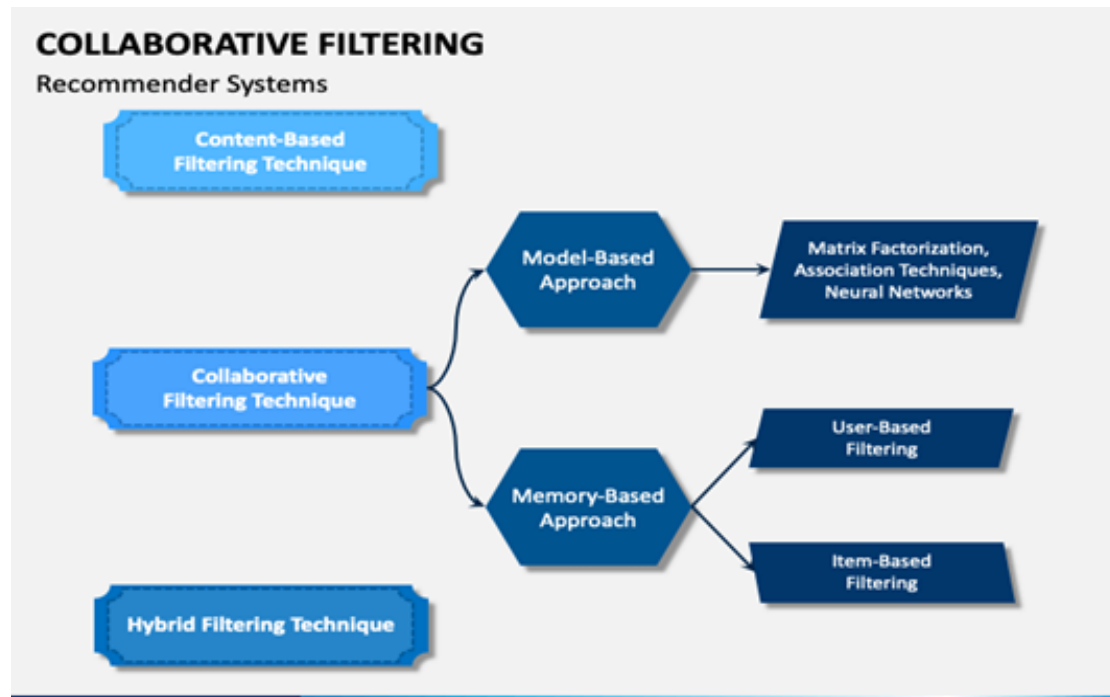 COLLABORATIVE FILTERING
Recommender Systems
Content-Based
Filtering Technique
Model-Based
Approach
Matrix Factorization,
Association Techniques,
Neural Networks
Collaborative
Filtering Technique
User-Based
Filtering
Memory-Based
Approach
Item-Based
Filtering
Hybrid Filtering Technique